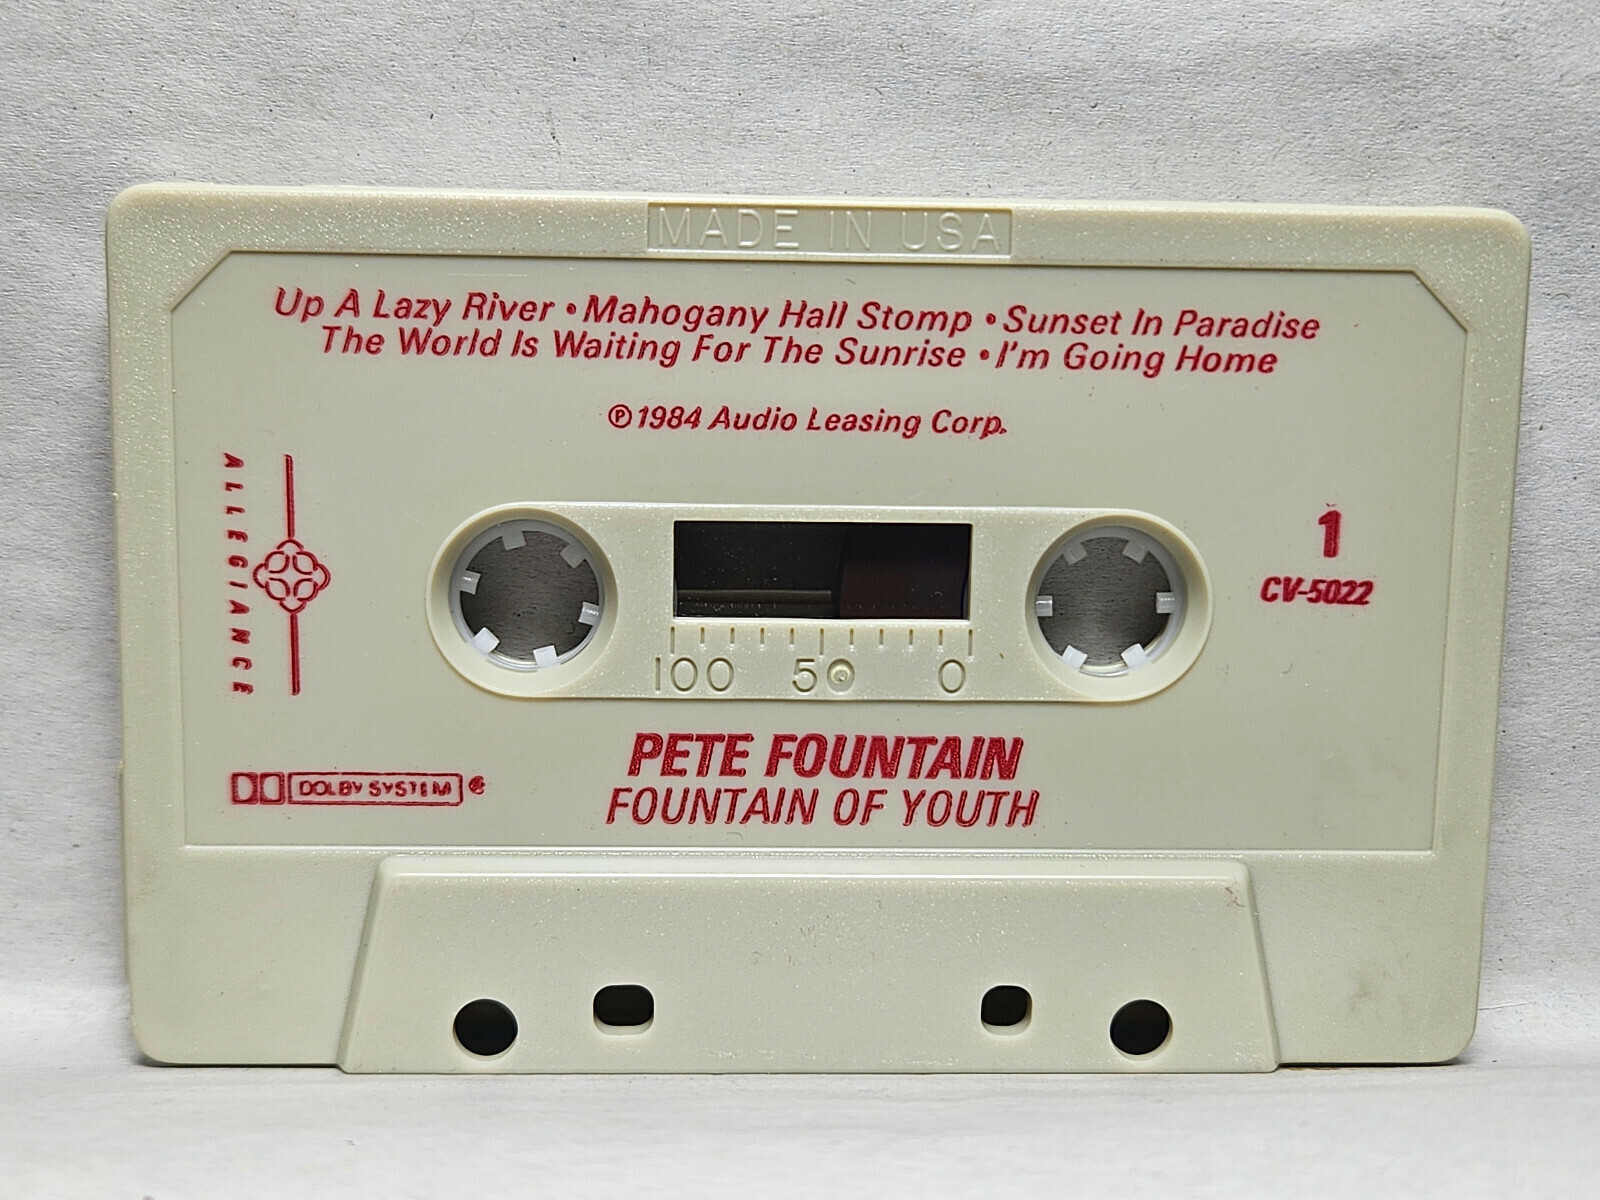 MADE IN USA
Up A Lazy River • Mahogany Hall Stomp • Sunset In Paradise
The World Is Waiting For The Sunrise • I'm Going Home
℗1984 Audio Leasing Corp.
ALLEGIANCE
1
CV-5022
100 50 0
PETE FOUNTAIN
FOUNTAIN OF YOUTH
DOLBY SYSTEM